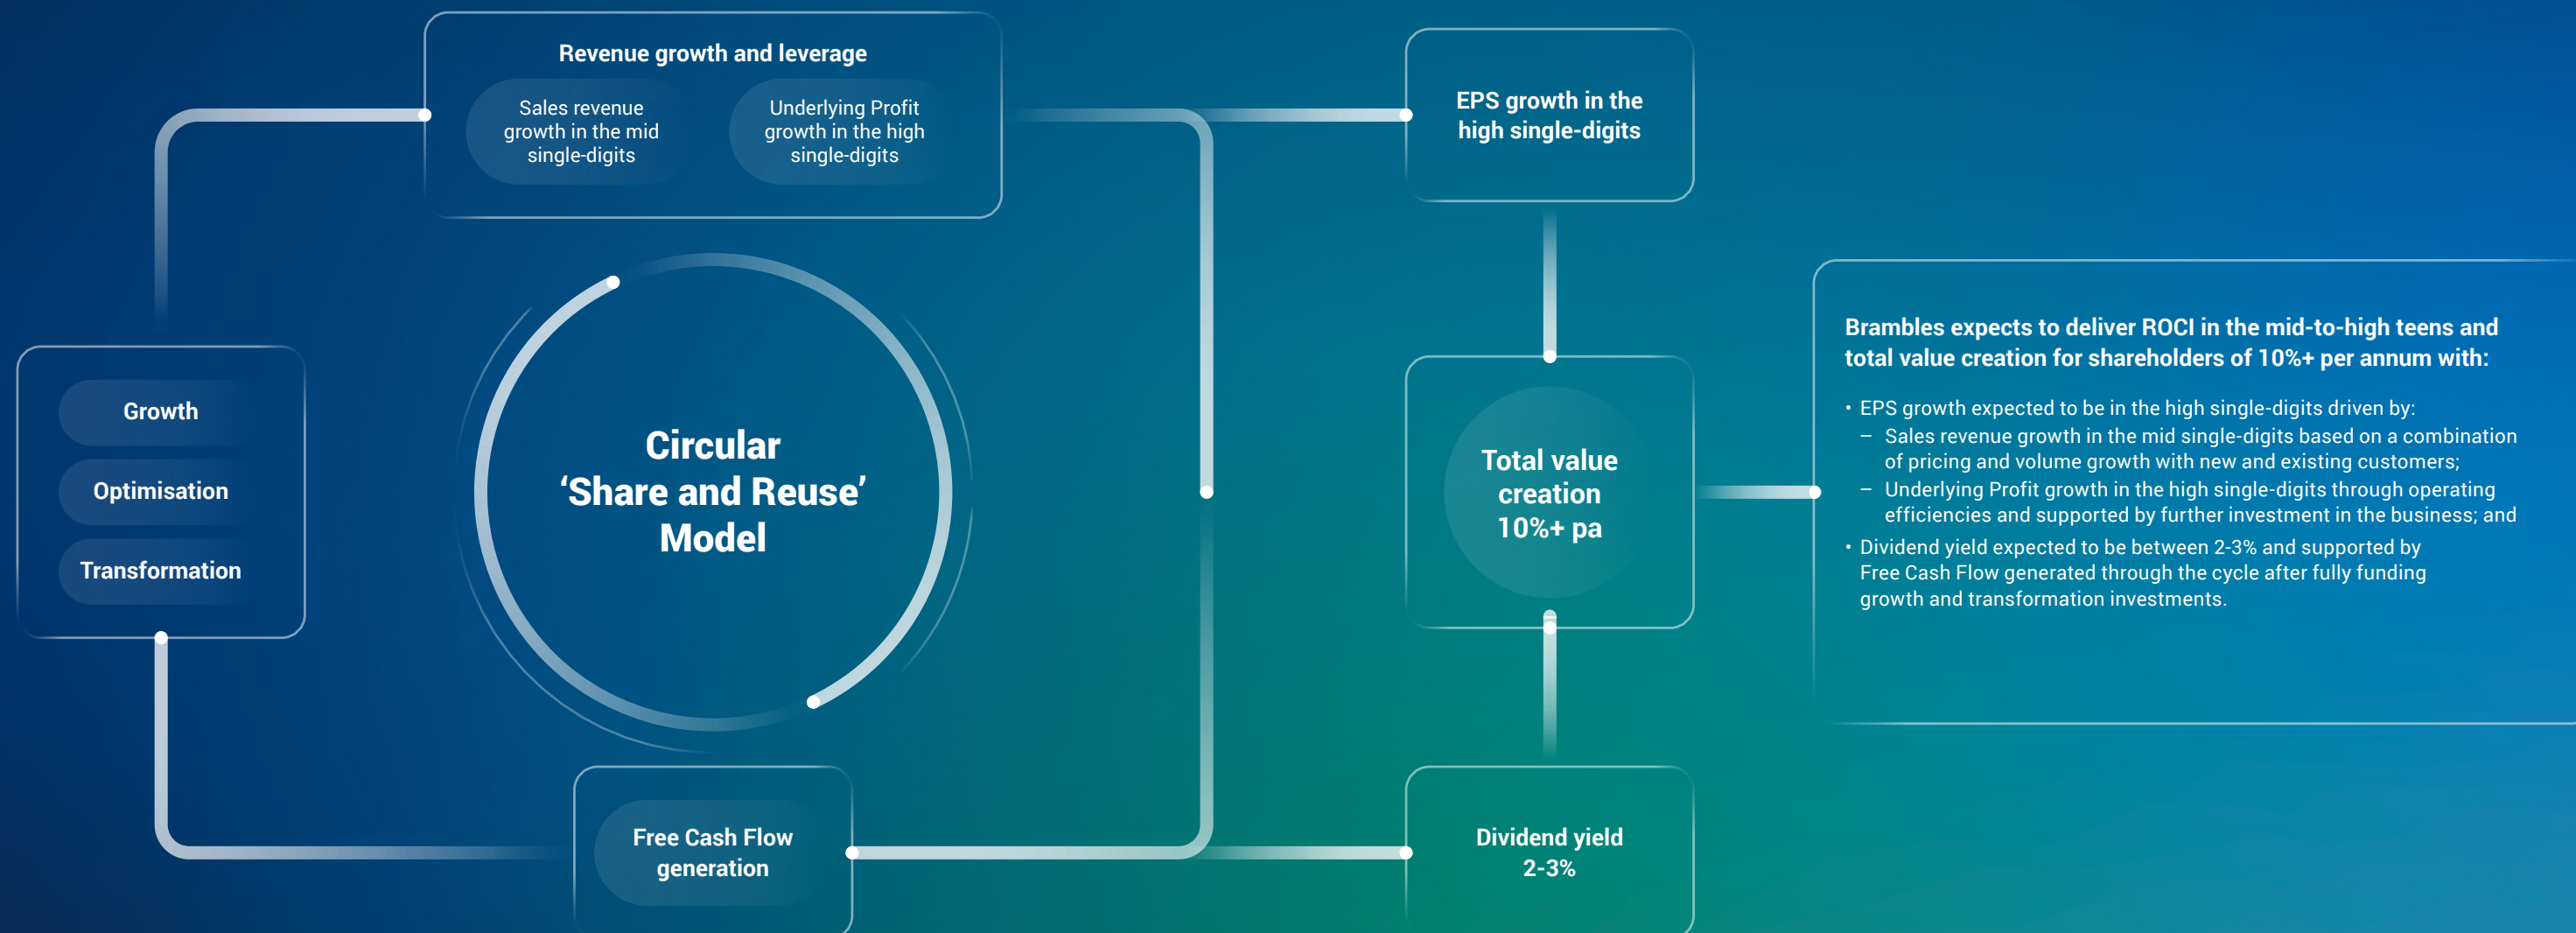 Revenue growth and leverage
Sales revenue
growth in the mid
single-digits
Underlying Profit
growth in the high
single-digits
EPS growth in the
high single-digits
Growth
Optimisation
Transformation
Circular
‘Share and Reuse’
Model
Total value
creation
10%+ pa
Brambles expects to deliver ROCI in the mid-to-high teens and
total value creation for shareholders of 10%+ per annum with:
• EPS growth expected to be in the high single-digits driven by:
– Sales revenue growth in the mid single-digits based on a combination
of pricing and volume growth with new and existing customers;
– Underlying Profit growth in the high single-digits through operating
efficiencies and supported by further investment in the business; and
• Dividend yield expected to be between 2-3% and supported by
Free Cash Flow generated through the cycle after fully funding
growth and transformation investments.
Free Cash Flow
generation
Dividend yield
2-3%